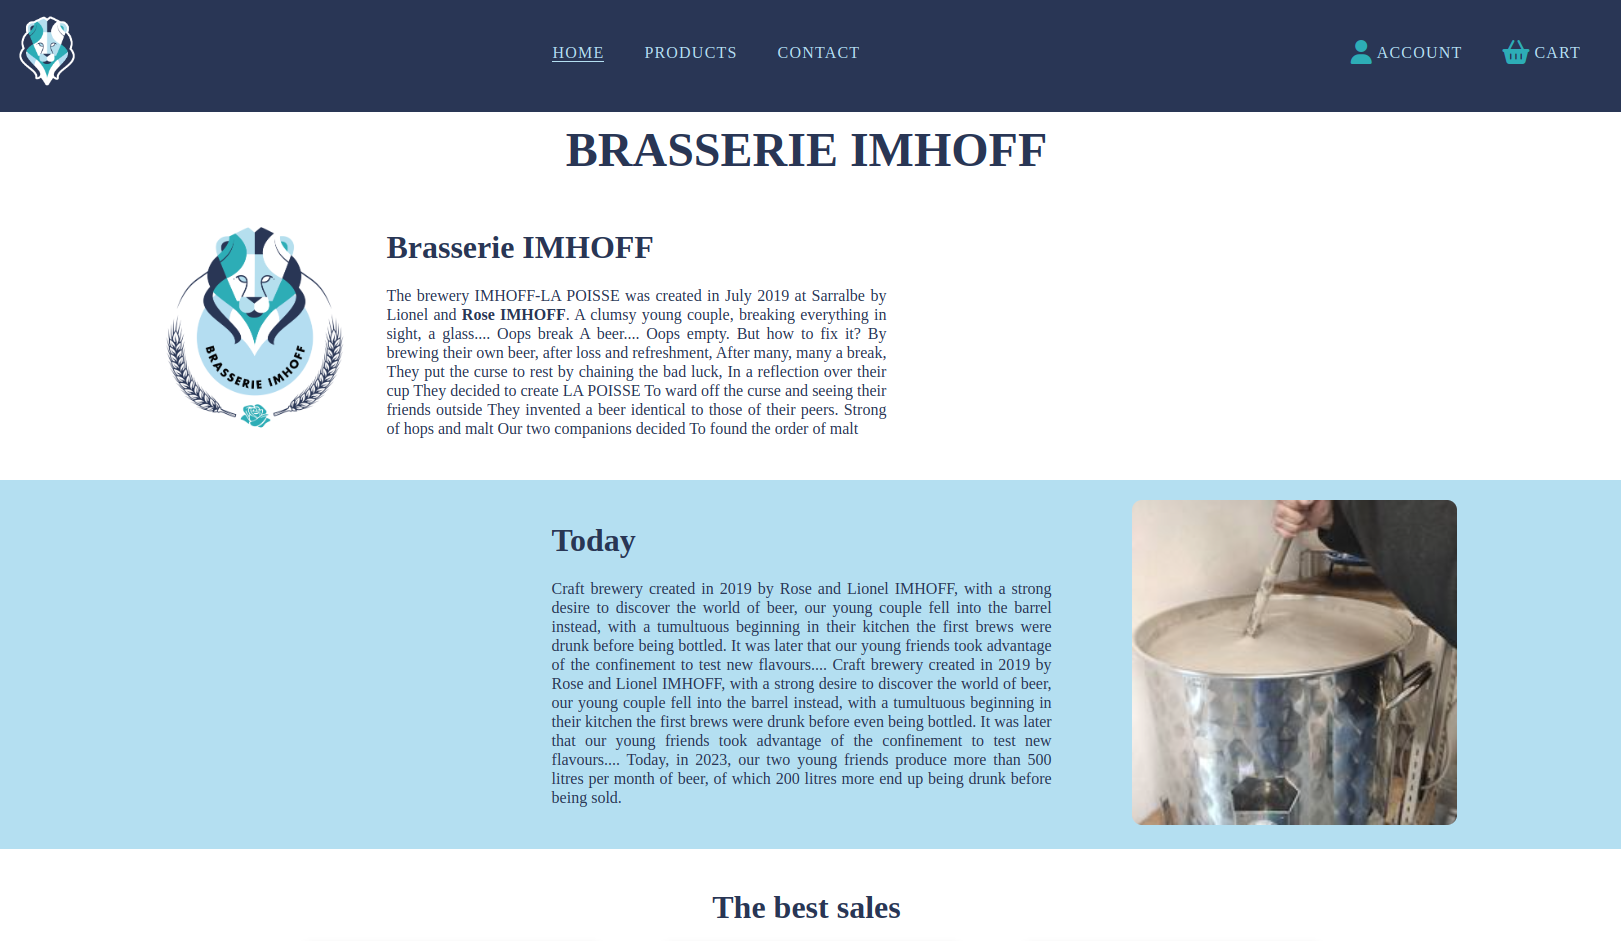 HOME PRODUCTS CONTACT ACCOUNT CART
BRASSERIE IMHOFF
BRASSERIE IMHOFF
Brasserie IMHOFF
The brewery IMHOFF-LA POISSE was created in July 2019 at Sarralbe by
Lionel and Rose IMHOFF. A clumsy young couple, breaking everything in
sight, a glass.... Oops break A beer.... Oops empty. But how to fix it? By
brewing their own beer, after loss and refreshment, After many, many a break,
They put the curse to rest by chaining the bad luck, In a reflection over their
cup They decided to create LA POISSE To ward off the curse and seeing their
friends outside They invented a beer identical to those of their peers. Strong
of hops and malt Our two companions decided To found the order of malt
Today
Craft brewery created in 2019 by Rose and Lionel IMHOFF, with a strong
desire to discover the world of beer, our young couple fell into the barrel
instead, with a tumultuous beginning in their kitchen the first brews were
drunk before being bottled. It was later that our young friends took advantage
of the confinement to test new flavours.... Craft brewery created in 2019 by
Rose and Lionel IMHOFF, with a strong desire to discover the world of beer,
our young couple fell into the barrel instead, with a tumultuous beginning in
their kitchen the first brews were drunk before even being bottled. It was later
that our young friends took advantage of the confinement to test new
flavours.... Today, in 2023, our two young friends produce more than 500
litres per month of beer, of which 200 litres more end up being drunk before
being sold.
The best sales